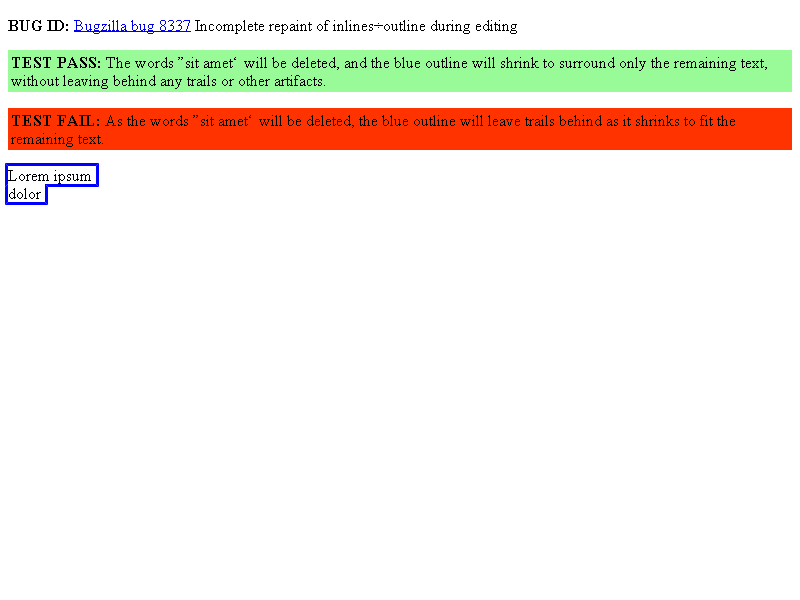 BUG ID: Bugzilla bug 8337 Incomplete repaint of inlines÷outline during editing
TEST PASS: The words ”sit amet‘ will be deleted, and the blue outline will shrink to surround only the remaining text,
without leaving behind any trails or other artifacts.
TEST FAIL: As the words ”sit amet‘ will be deleted, the blue outline will leave trails behind as it shrinks to fit the
remaining text.
Lorem ipsum
dolor